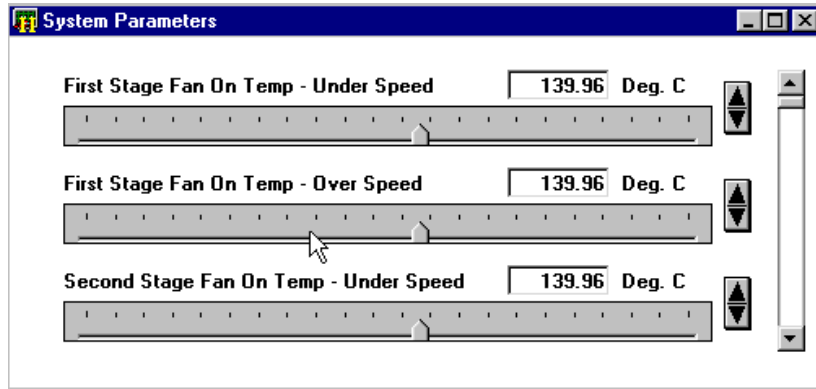 System Parameters
First Stage Fan On Temp - Under Speed 139.96 Deg. C
First Stage Fan On Temp - Over Speed 139.96 Deg. C
Second Stage Fan On Temp - Under Speed 139.96 Deg. C